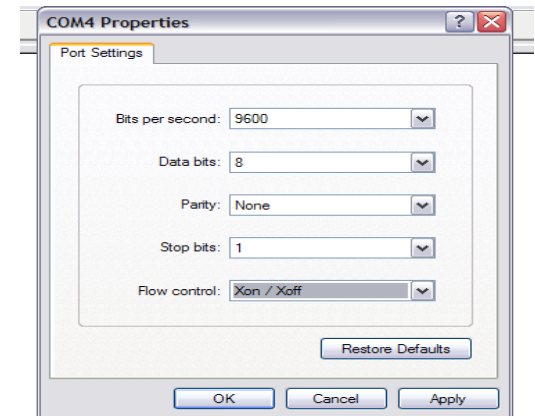 COM4 Properties
Port Settings
Bits per second: 9600
Data bits: 8
Parity: None
Stop bits: 1
Flow control: Xon / Xoff
Restore Defaults
OK Cancel Apply